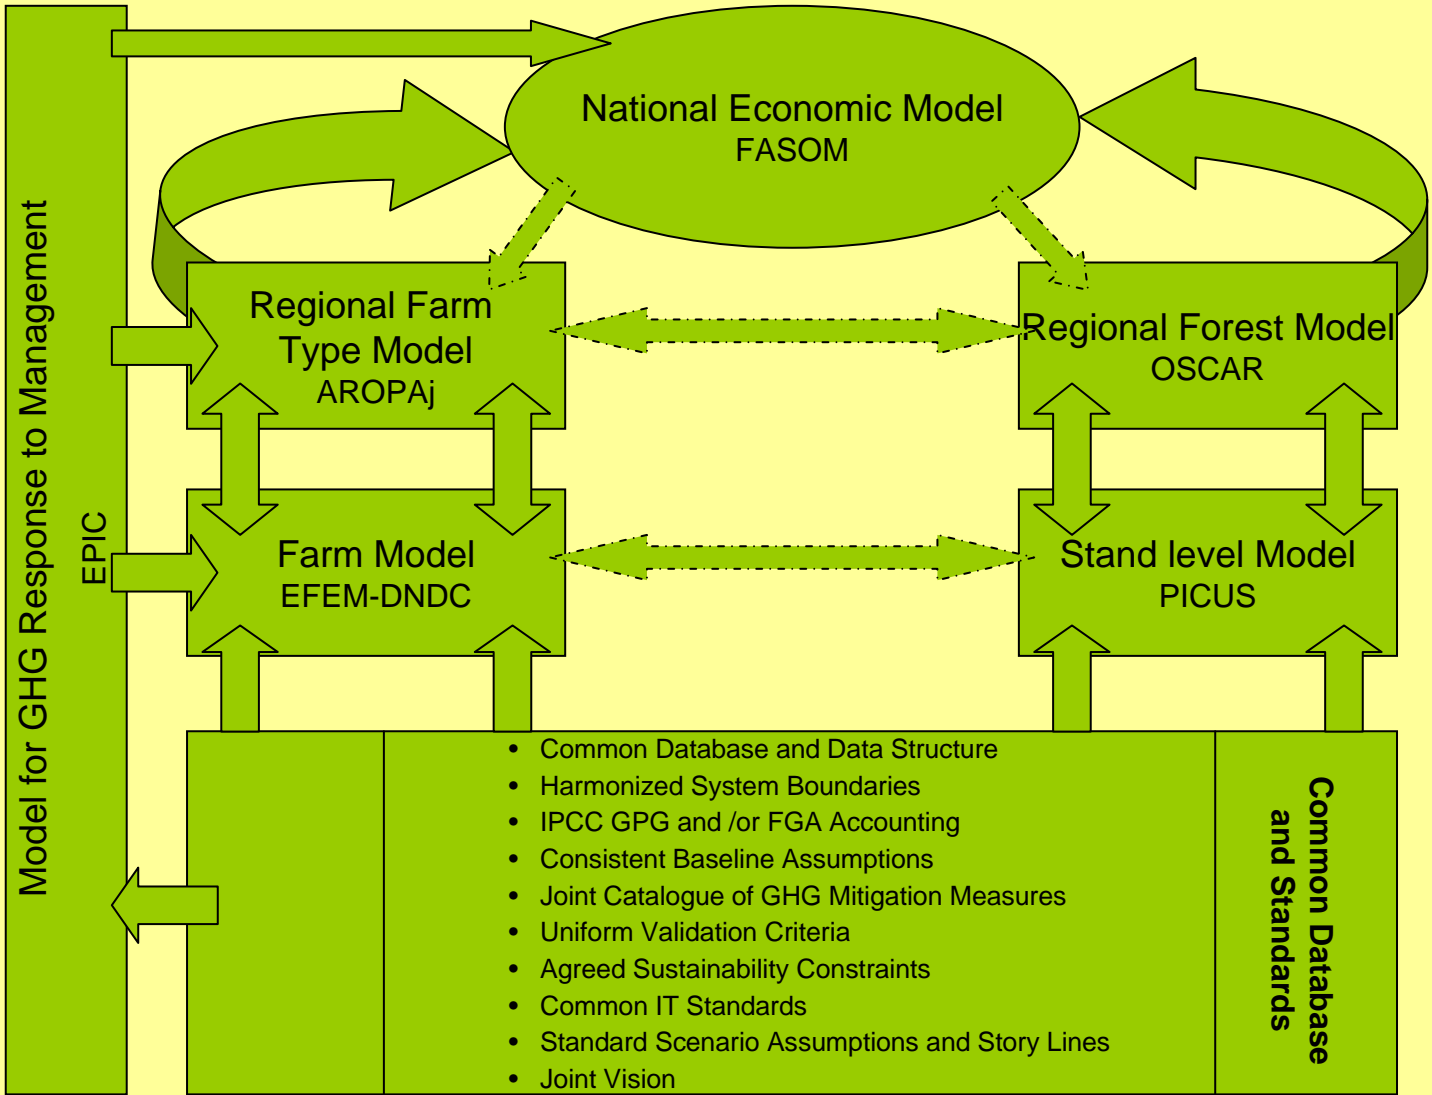 Model for GHG Response to Management
EPIC
National Economic Model
FASOM
Regional Farm
Type Model
AROPAj
Regional Forest Model
OSCAR
Farm Model
EFEM-DNDC
Stand level Model
PICUS
• Common Database and Data Structure
• Harmonized System Boundaries
• IPCC GPG and /or FGA Accounting
• Consistent Baseline Assumptions
• Joint Catalogue of GHG Mitigation Measures
• Uniform Validation Criteria
• Agreed Sustainability Constraints
• Common IT Standards
• Standard Scenario Assumptions and Story Lines
• Joint Vision
Common Database
and Standards